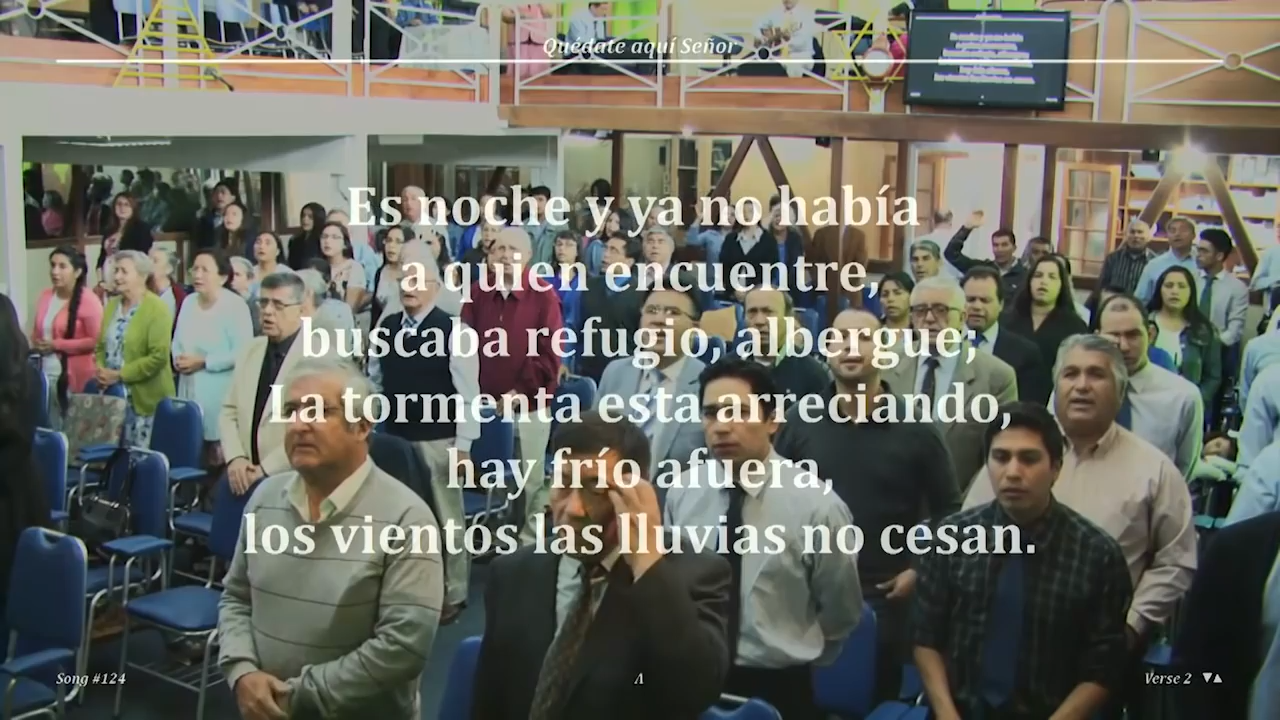 Quédate aquí Señor
Es noche y ya no había
a quien encuentre,
buscaba refugio, albergue;
La tormenta esta arreciando,
hay frío afuera,
los vientos las lluvias no cesan.
Song #124
Λ
Verse 2 ▼▲